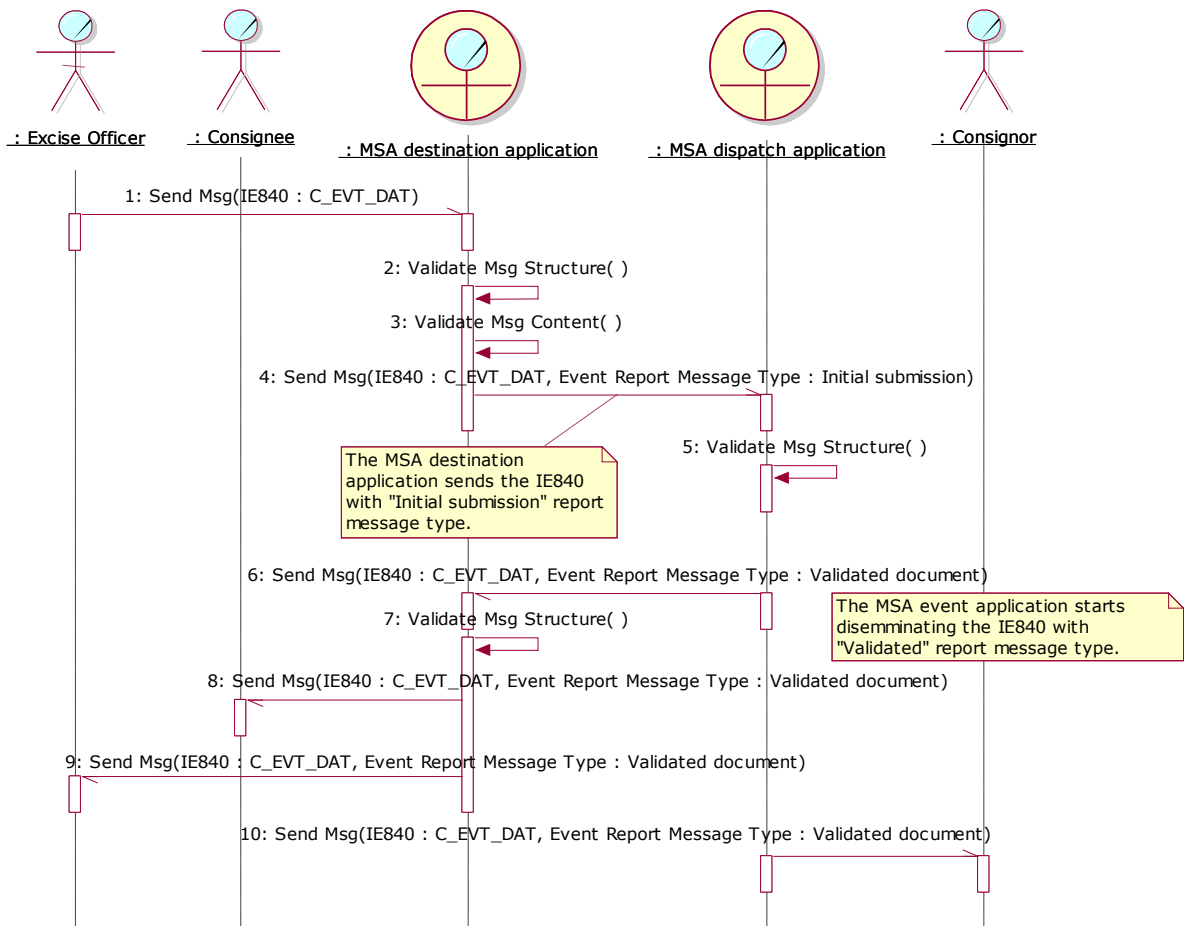 : Excise Officer
: Consignee
: MSA destination application
: MSA dispatch application
: Consignor
1: Send Msg(IE840 : C_EVT_DAT)
2: Validate Msg Structure( )
3: Validate Msg Content( )
4: Send Msg(IE840 : C_EVT_DAT, Event Report Message Type : Initial submission)
The MSA destination
application sends the IE840
with "Initial submission" report
message type.
5: Validate Msg Structure( )
6: Send Msg(IE840 : C_EVT_DAT, Event Report Message Type : Validated document)
The MSA event application starts
disemminating the IE840 with
"Validated" report message type.
7: Validate Msg Structure( )
8: Send Msg(IE840 : C_EVT_DAT, Event Report Message Type : Validated document)
9: Send Msg(IE840 : C_EVT_DAT, Event Report Message Type : Validated document)
10: Send Msg(IE840 : C_EVT_DAT, Event Report Message Type : Validated document)